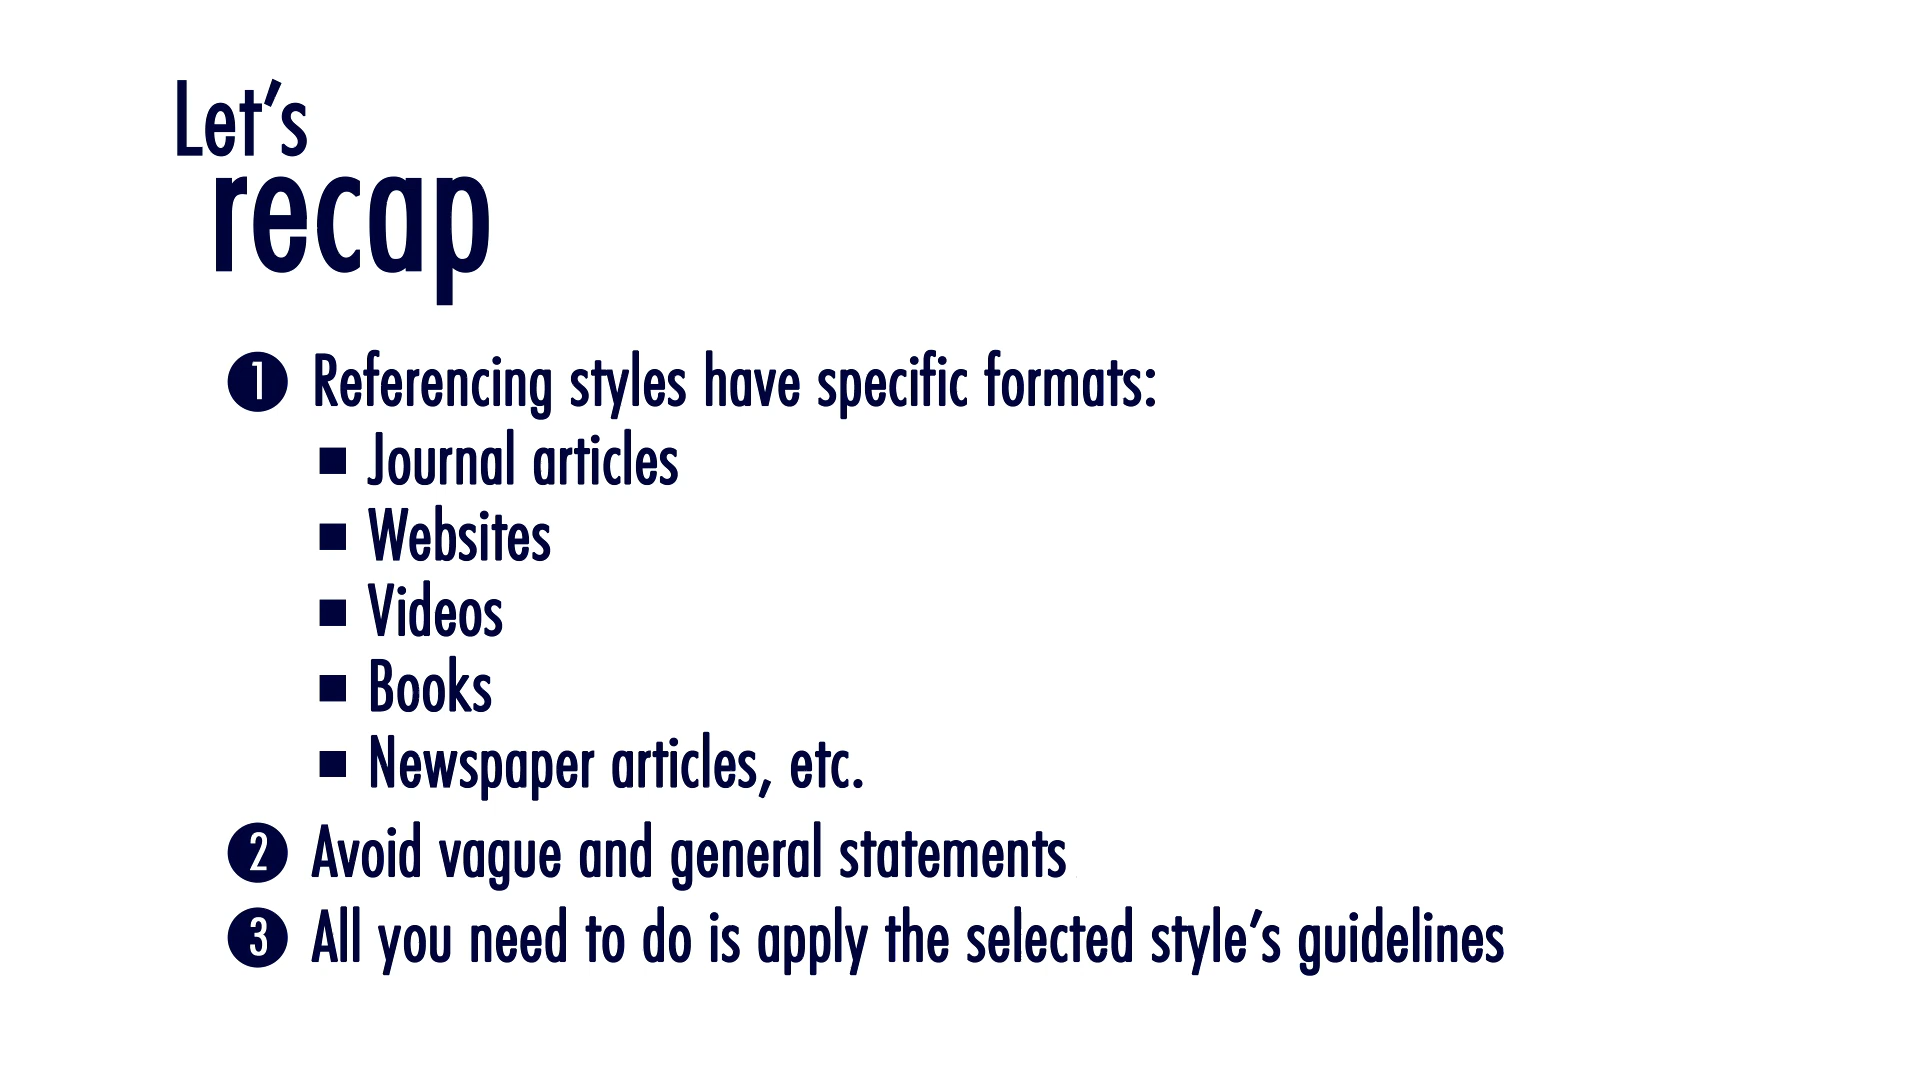 Let’s
recap
1 Referencing styles have specific formats:
■ Journal articles
■ Websites
■ Videos
■ Books
■ Newspaper articles, etc.
2 Avoid vague and general statements
3 All you need to do is apply the selected style’s guidelines